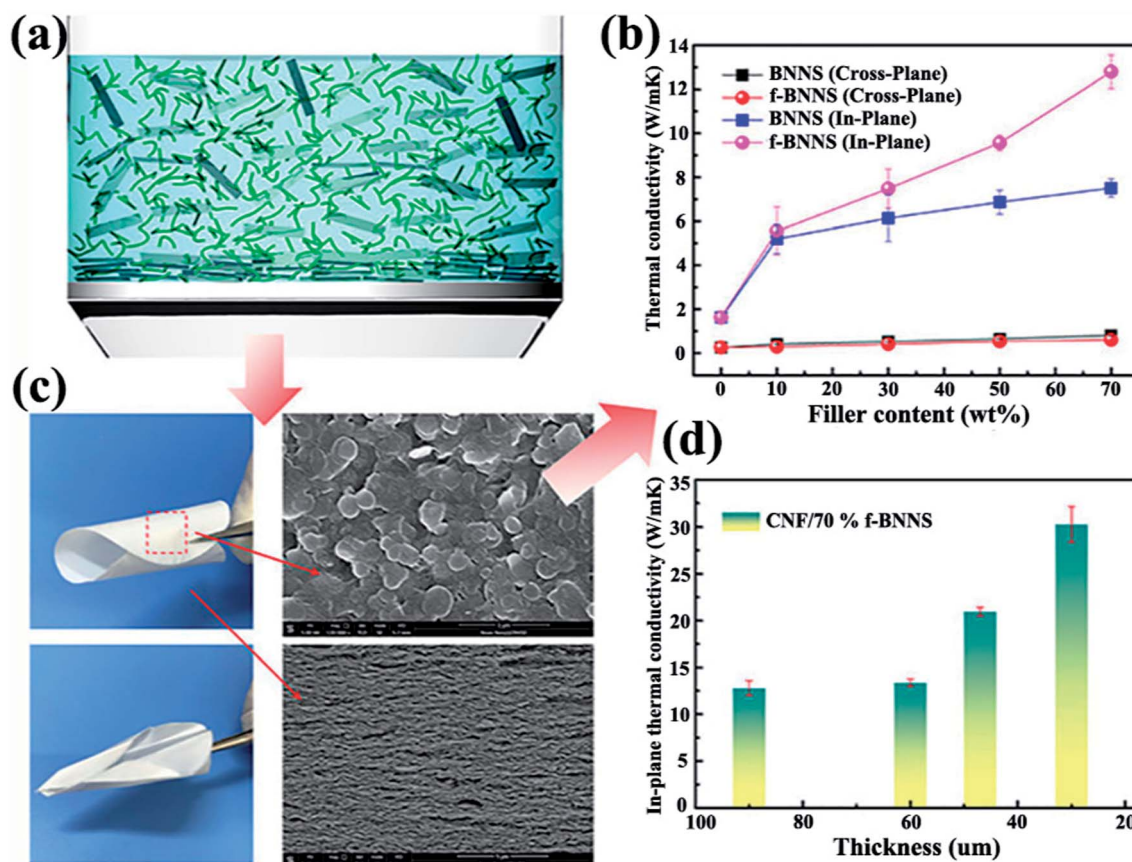 (a)
(b)
Thermal conductivity (W/mK)
14
12
10
8
6
4
2
0
BNNS (Cross-Plane)
f-BNNS (Cross-Plane)
BNNS (In-Plane)
f-BNNS (In-Plane)
0 10 20 30 40 50 60 70
Filler content (wt%)
(c)
(d)
In-plane thermal conductivity (W/mK)
35
30
25
20
15
10
5
0
CNF/70 % f-BNNS
100 80 60 40 20
Thickness (um)